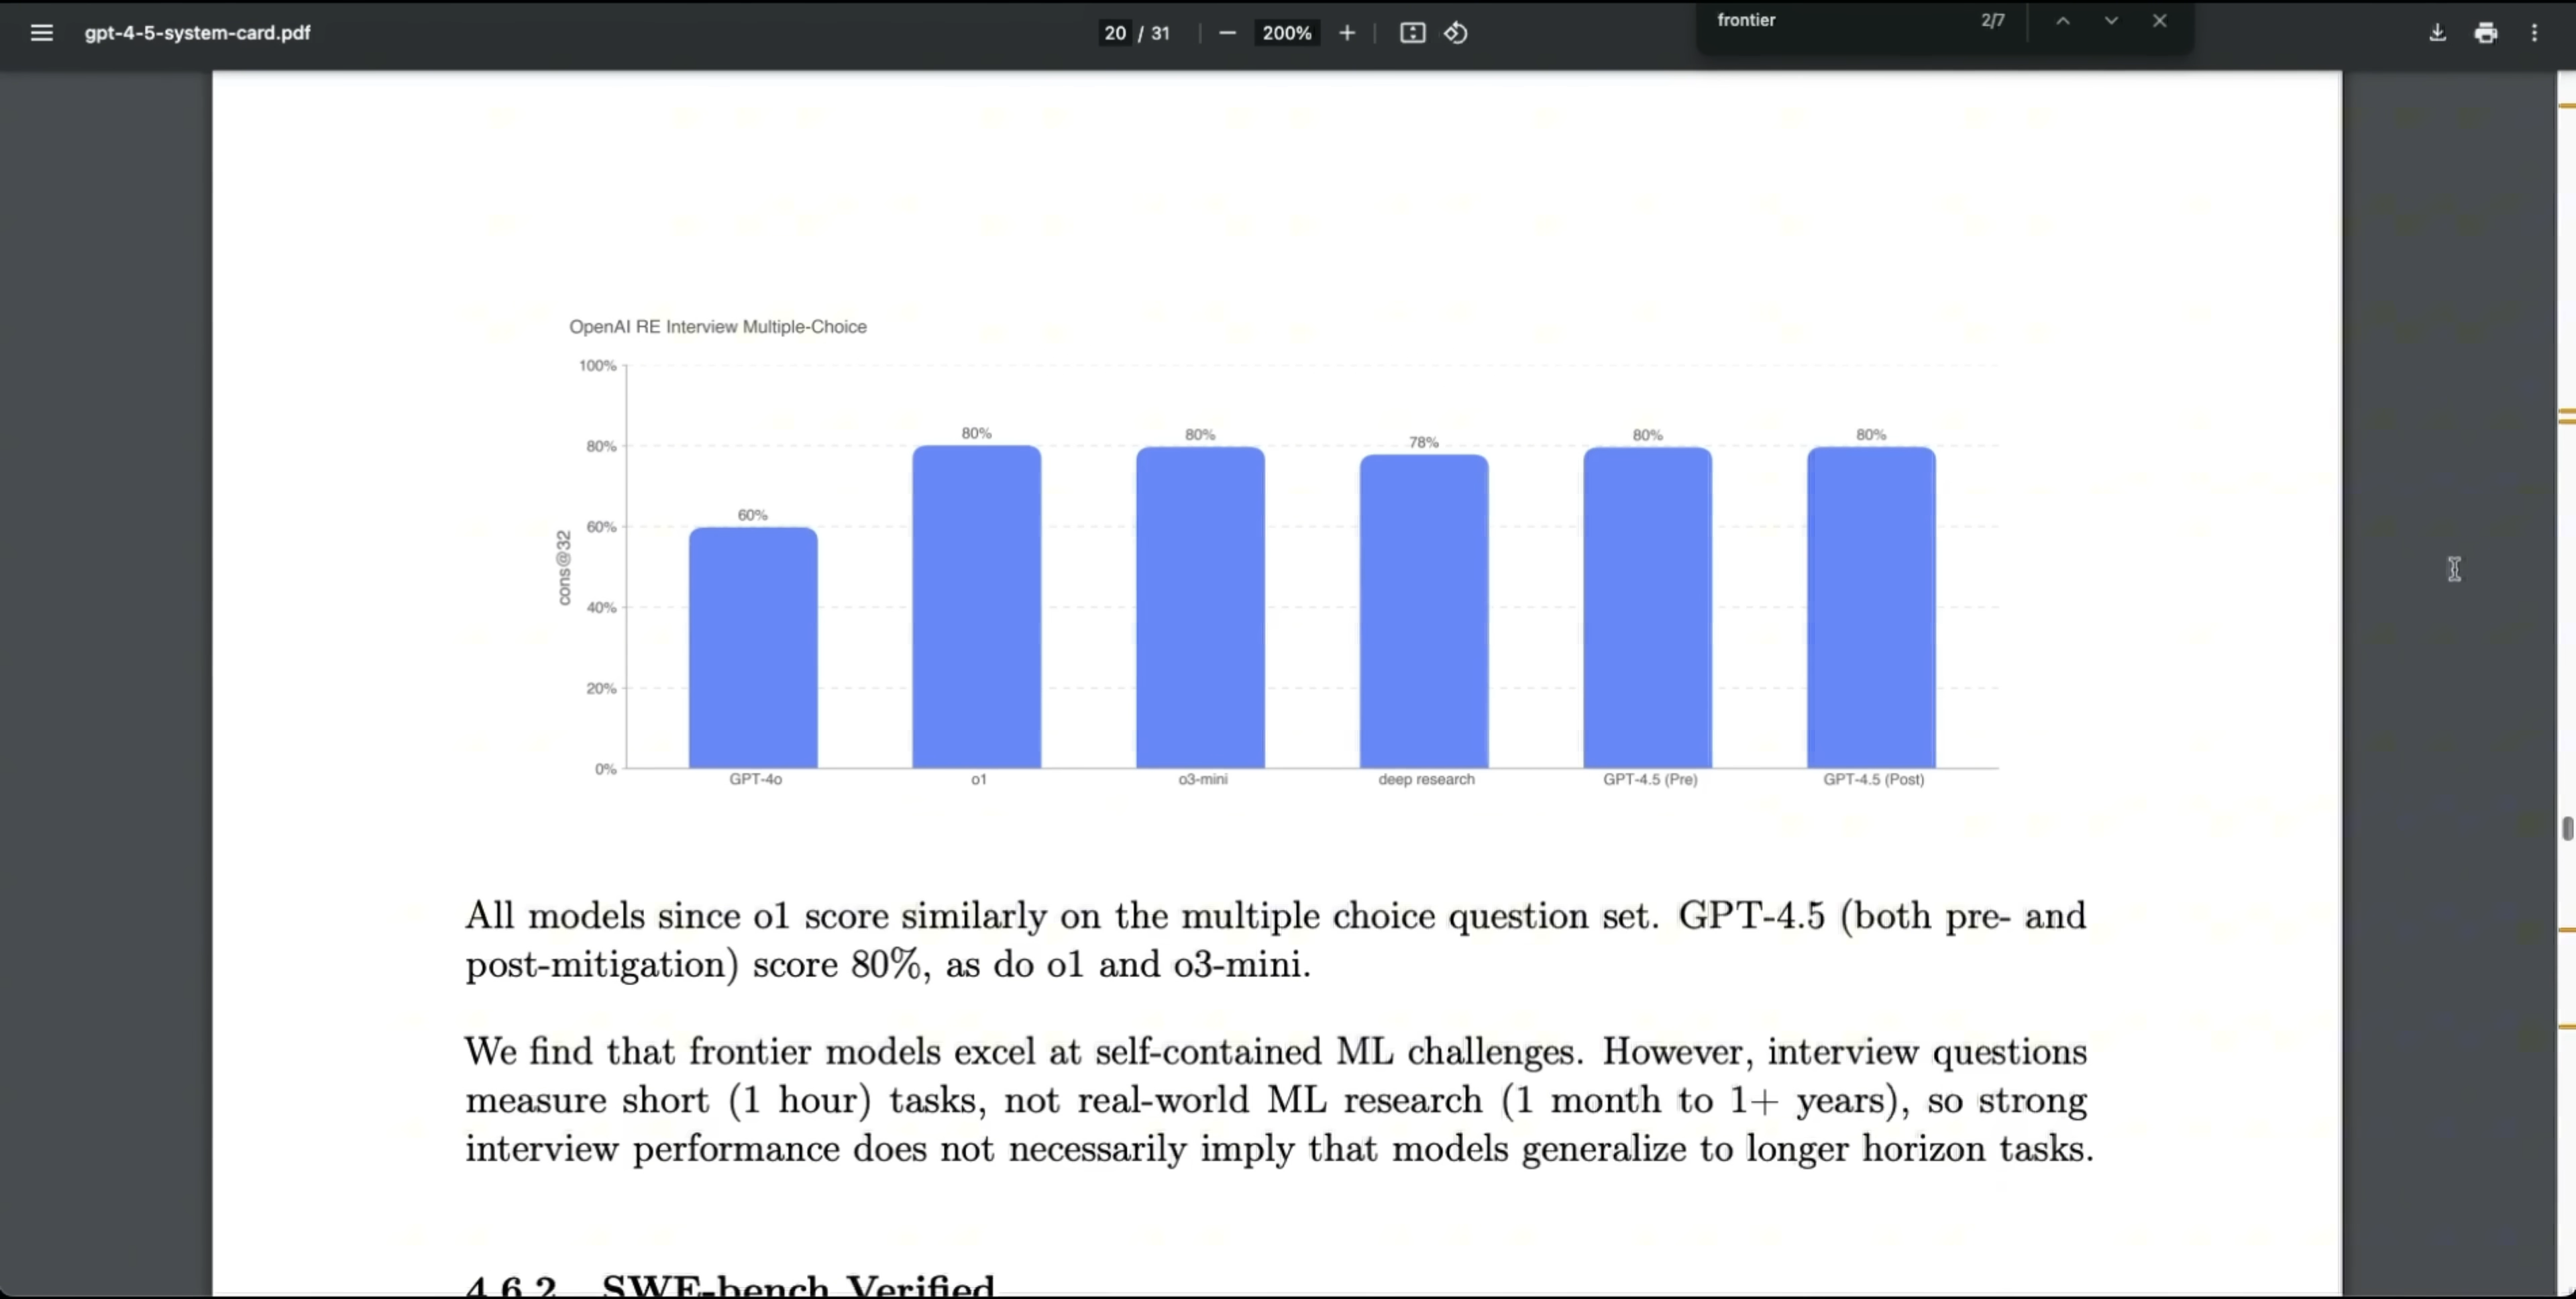 gpt-4-5-system-card.pdf
20 / 31
200%
frontier
2/7
OpenAI RE Interview Multiple-Choice
cons@32
100%
80%
60%
40%
20%
0%
60%
80%
80%
78%
80%
80%
GPT-4o
o1
o3-mini
deep research
GPT-4.5 (Pre)
GPT-4.5 (Post)
All models since o1 score similarly on the multiple choice question set. GPT-4.5 (both pre- and
post-mitigation) score 80%, as do o1 and o3-mini.
We find that frontier models excel at self-contained ML challenges. However, interview questions
measure short (1 hour) tasks, not real-world ML research (1 month to 1+ years), so strong
interview performance does not necessarily imply that models generalize to longer horizon tasks.
4.6.2 SWE-bench Verified